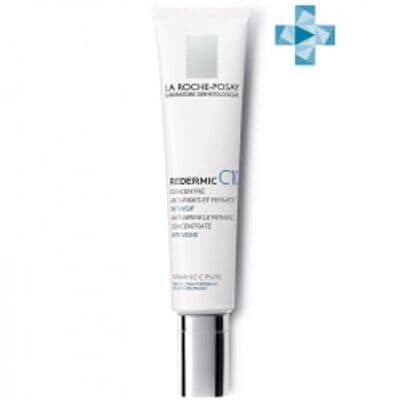 LA ROCHE-POSAY
LABORATOIRE DERMATOLOGIQUE
REDERMIC C10
CONCENTRÉ
ANTI-RIDES ET FERMETÉ
INTENSIF
ANTI-WRINKLE FIRMING
CONCENTRATE
INTENSIVE
VITAMINE C PURE